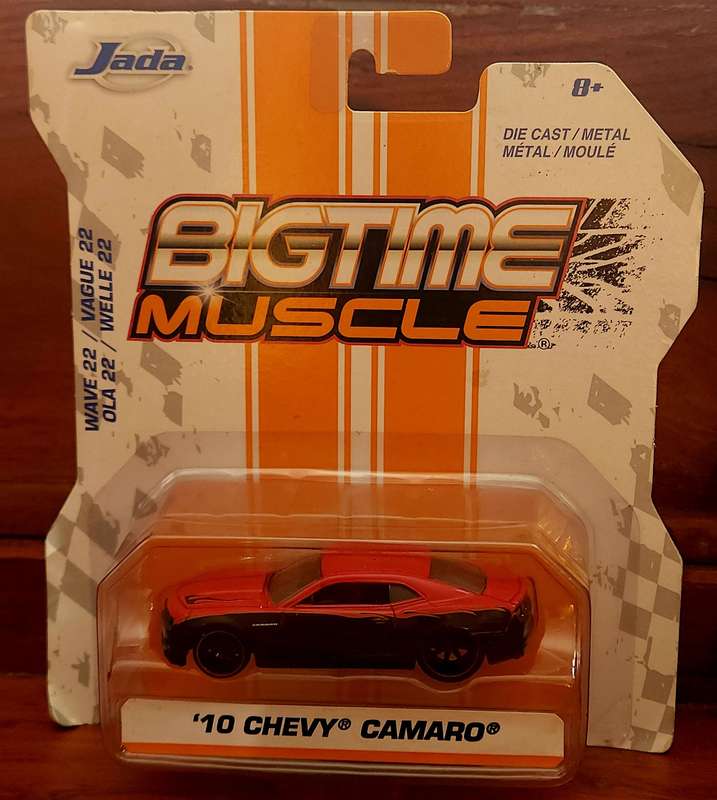 Jada
8+
DIE CAST / METAL
MÉTAL / MOULÉ
BIGTIME
MUSCLE®
WAVE 22 / VAGUE 22
OLA 22 / WELLE 22
CAMARO
'10 CHEVY® CAMARO®